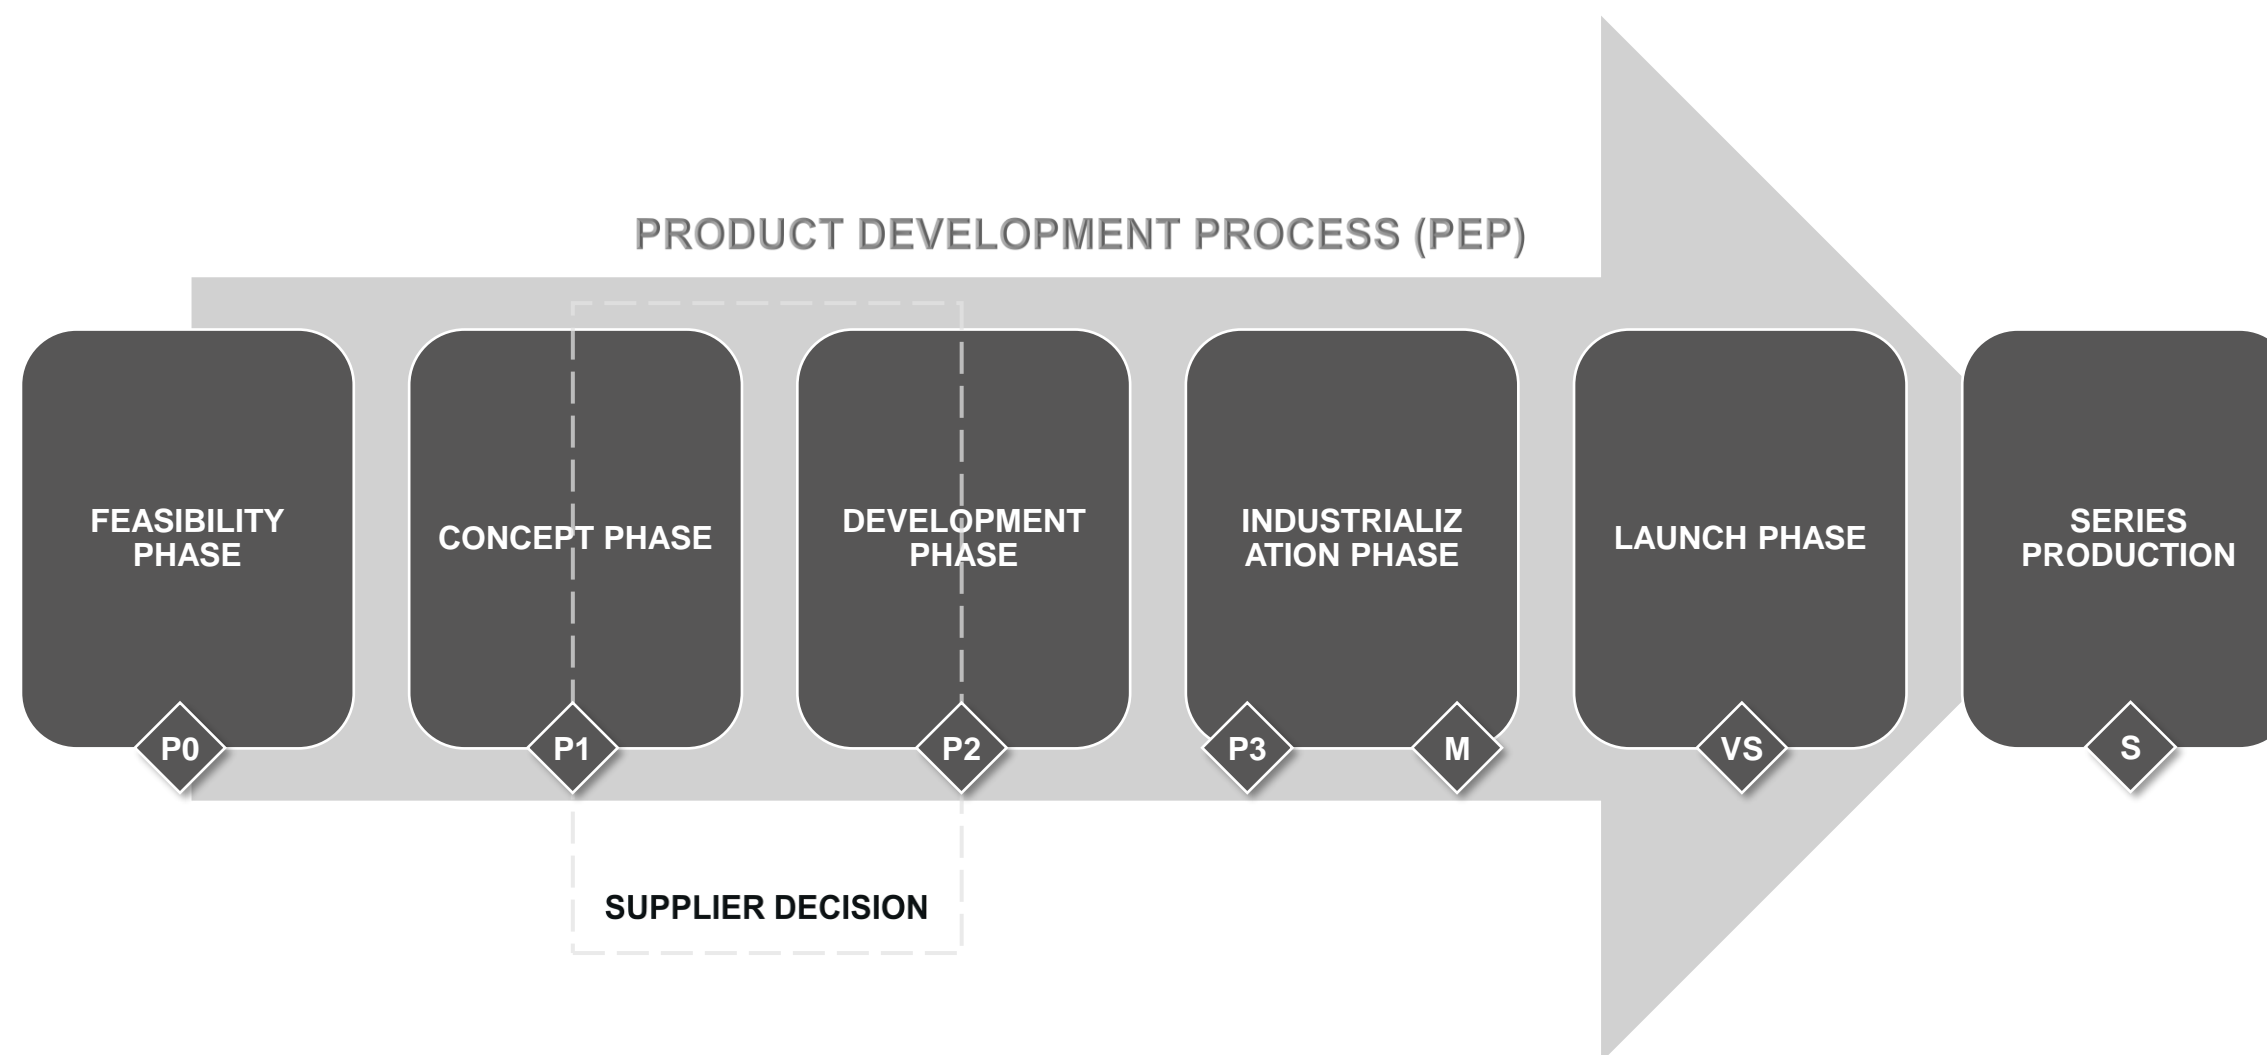 PRODUCT DEVELOPMENT PROCESS (PEP)
FEASIBILITY
PHASE
CONCEPT PHASE
DEVELOPMENT
PHASE
INDUSTRIALIZ
ATION PHASE
LAUNCH PHASE
SERIES
PRODUCTION
P0
P1
P2
P3
M
VS
S
SUPPLIER DECISION